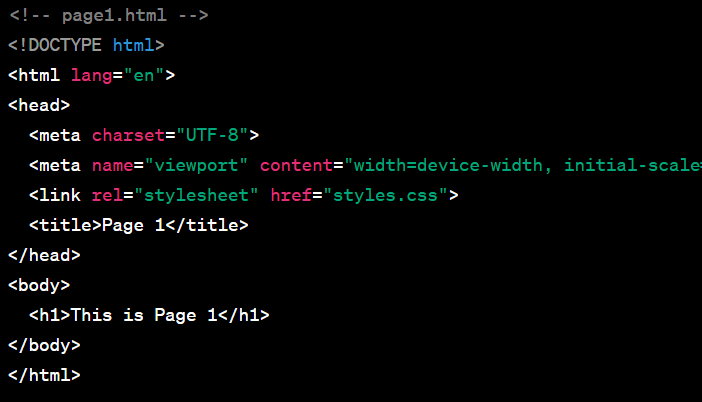 <!-- page1.html -->
<!DOCTYPE html>
<html lang="en">
<head>
  <meta charset="UTF-8">
  <meta name="viewport" content="width=device-width, initial-scale=
  <link rel="stylesheet" href="styles.css">
  <title>Page 1</title>
</head>
<body>
  <h1>This is Page 1</h1>
</body>
</html>